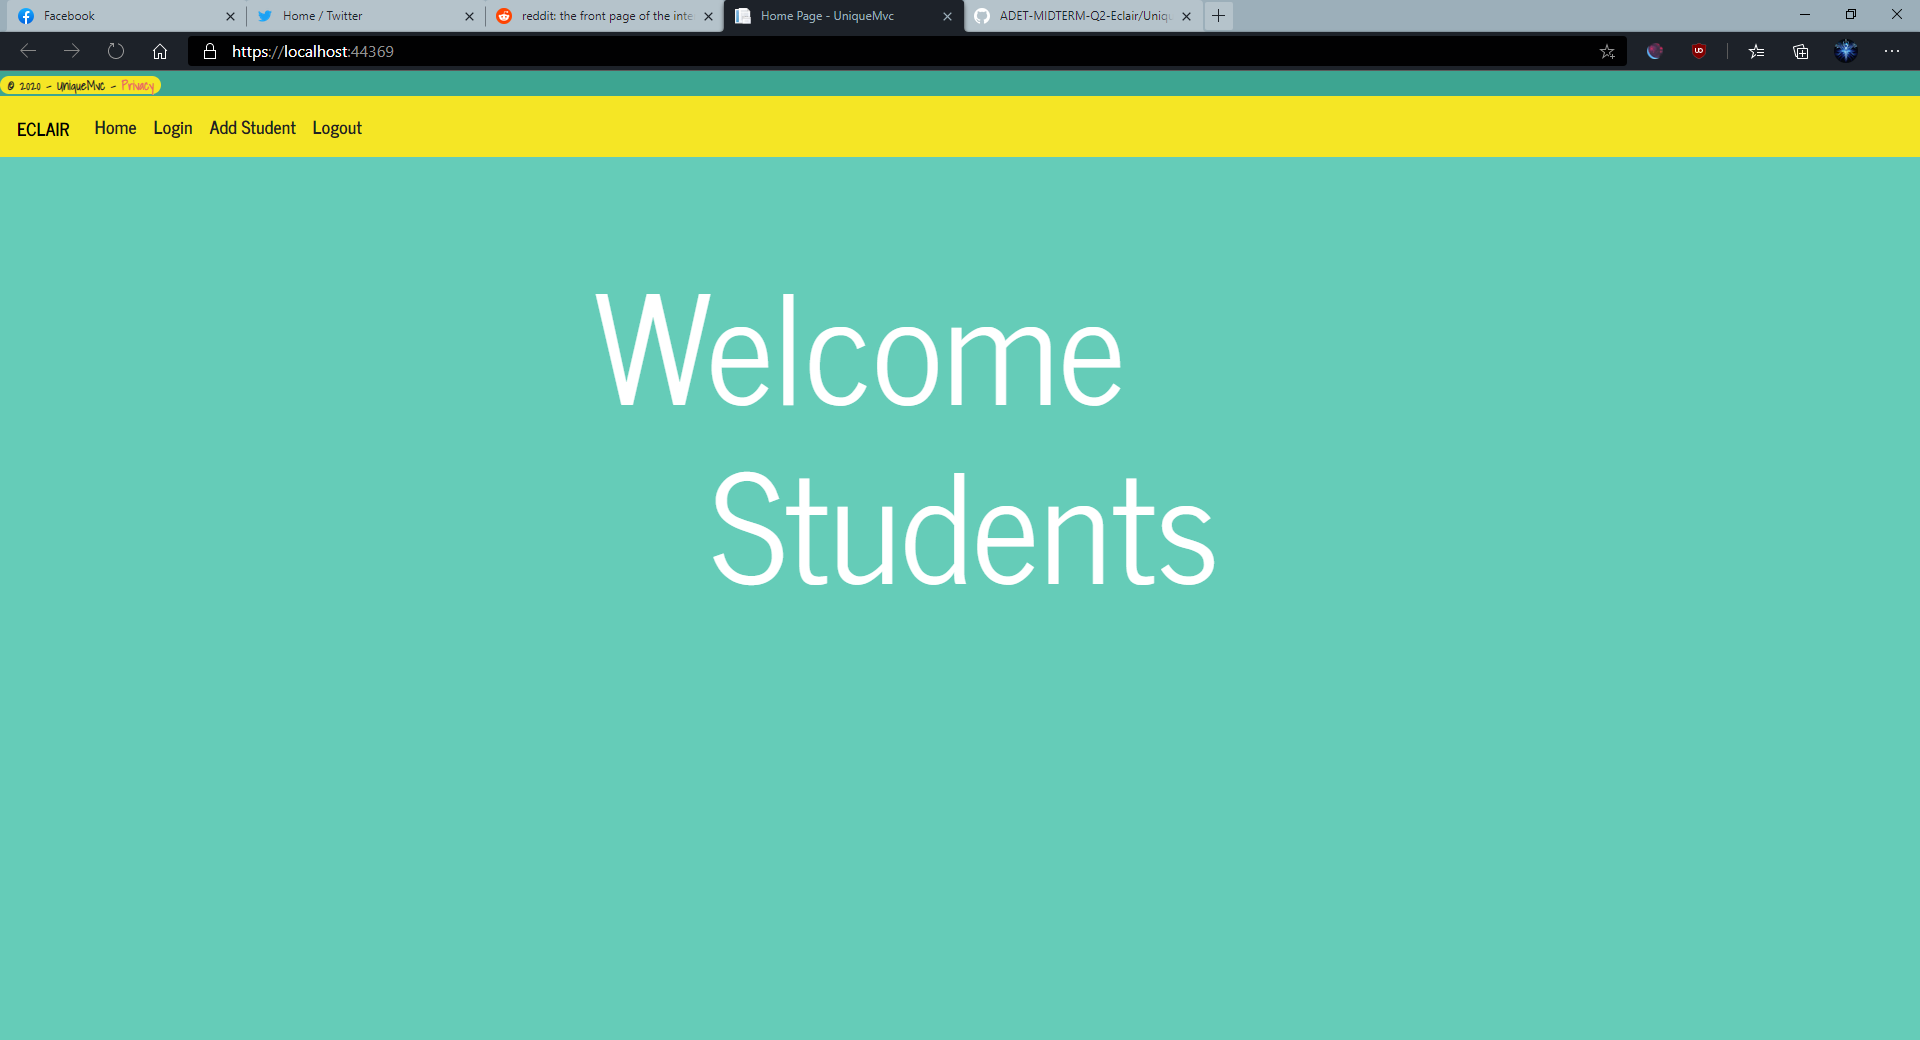 Facebook
Home / Twitter
reddit: the front page of the inte
Home Page - UniqueMvc
ADET-MIDTERM-Q2-Eclair/Uniqu
https://localhost:44369
© 2020 - UniqueMvc - Privacy
ECLAIR Home Login Add Student Logout
Welcome
Students